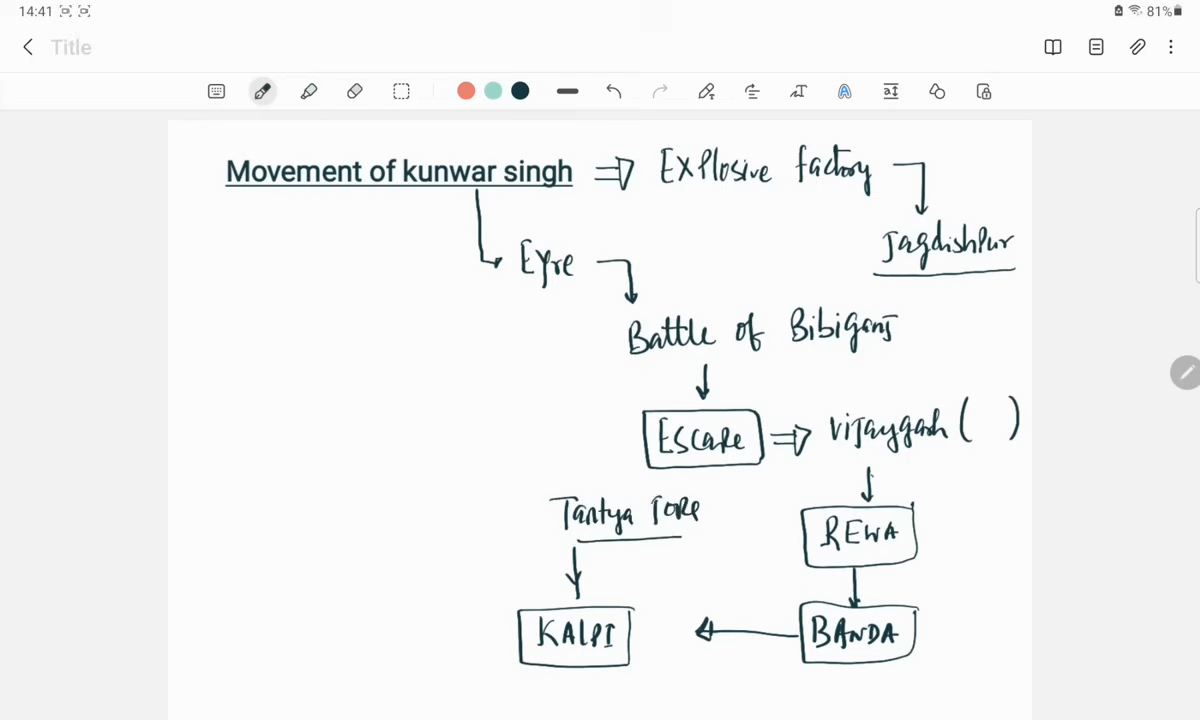 14:41
81%
Title
Movement of kunwar singh ⇒ Explosive factory
Jagdishpur
Eyre
Battle of Bibiganj
Escape ⇒ Vijaygarh ( )
Tantya Tope
REWA
KALPI
BANDA